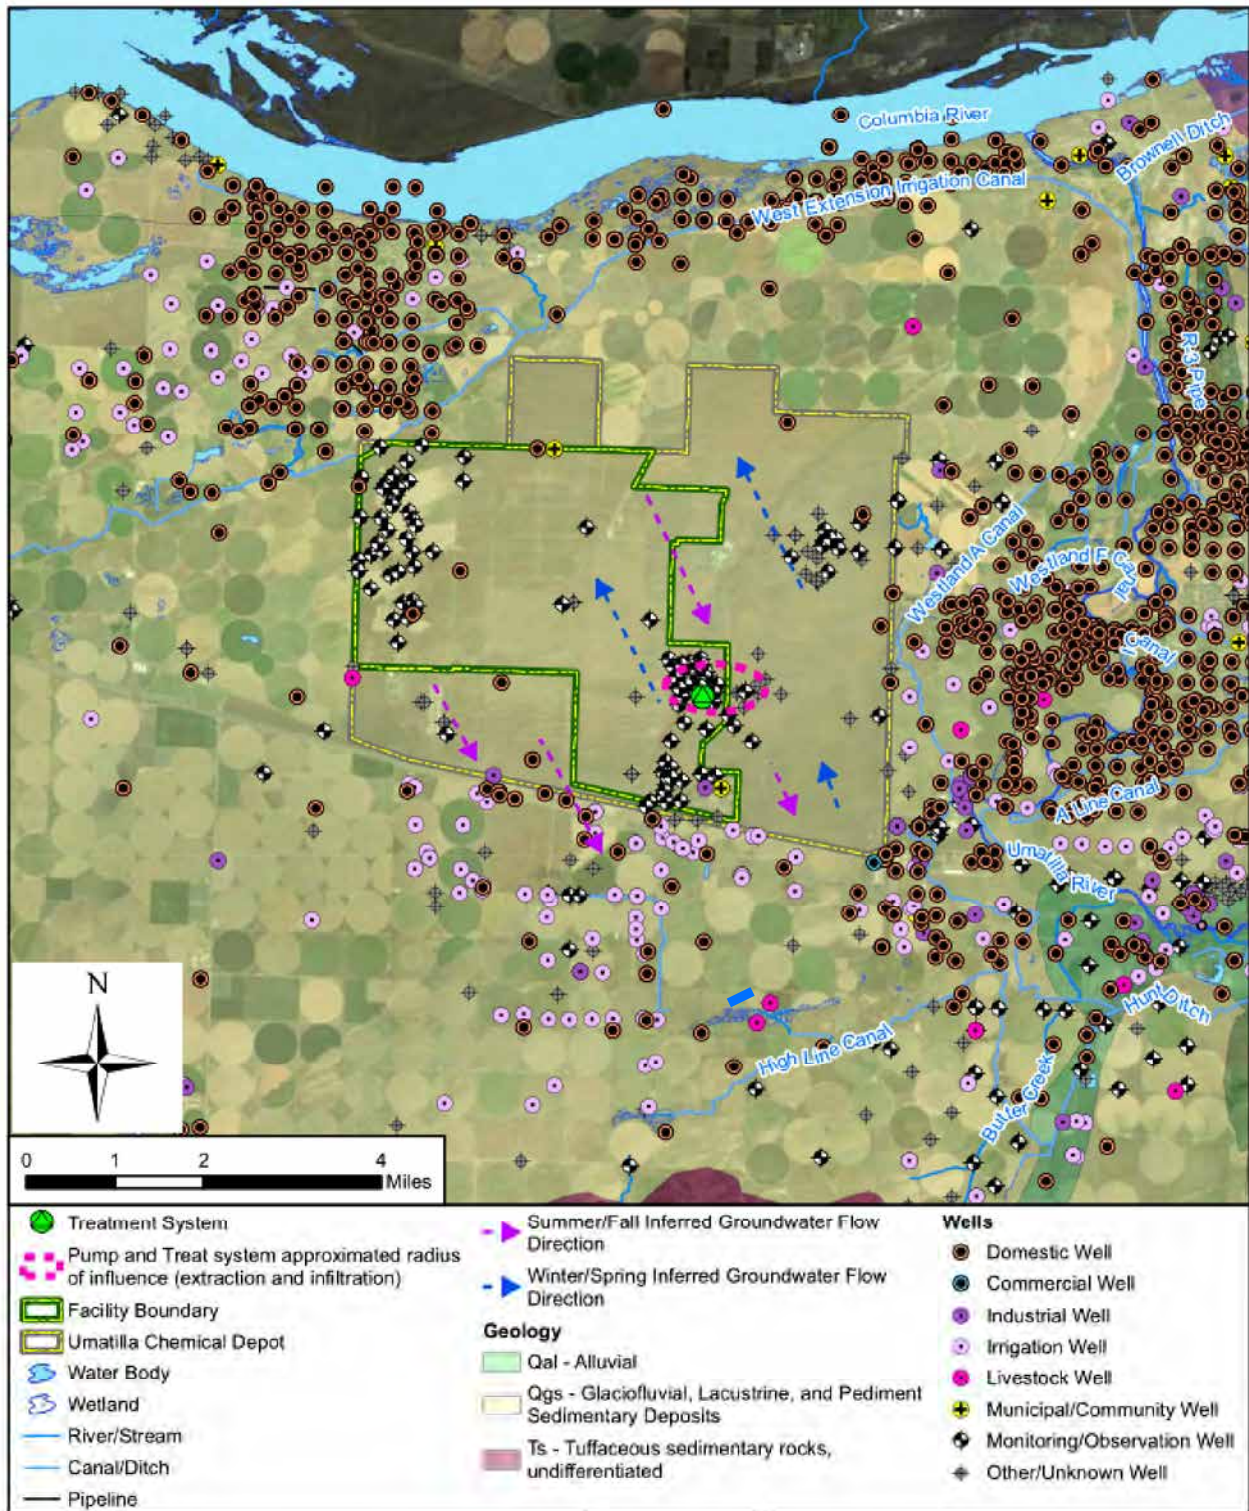 Columbia River
Brownell Ditch
West Extension Irrigation Canal
R-3 Pipe
Westland A Canal
Westland F Canal
Canal
A Line Canal
Umatilla River
Hunt Ditch
High Line Canal
Butter Creek
N
0 1 2 4
Miles
Treatment System
Pump and Treat system approximated radius
of influence (extraction and infiltration)
Facility Boundary
Umatilla Chemical Depot
Water Body
Wetland
River/Stream
Canal/Ditch
Pipeline
Summer/Fall Inferred Groundwater Flow
Direction
Winter/Spring Inferred Groundwater Flow
Direction
Geology
Qal - Alluvial
Qgs - Glaciofluvial, Lacustrine, and Pediment
Sedimentary Deposits
Ts - Tuffaceous sedimentary rocks,
undifferentiated
Wells
Domestic Well
Commercial Well
Industrial Well
Irrigation Well
Livestock Well
Municipal/Community Well
Monitoring/Observation Well
Other/Unknown Well